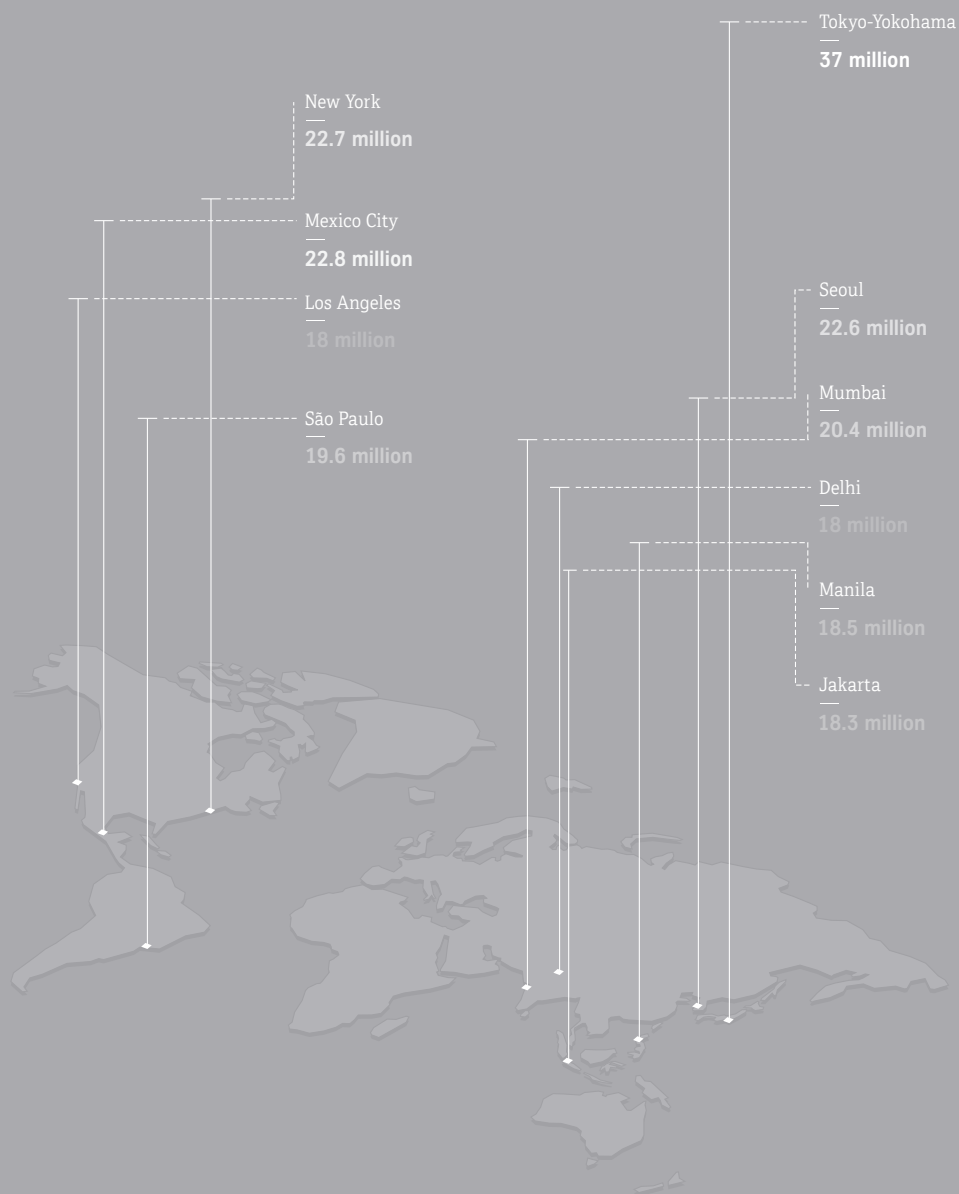 Tokyo-Yokohama
37 million
New York
22.7 million
Mexico City
22.8 million
Los Angeles
18 million
São Paulo
19.6 million
Seoul
22.6 million
Mumbai
20.4 million
Delhi
18 million
Manila
18.5 million
Jakarta
18.3 million